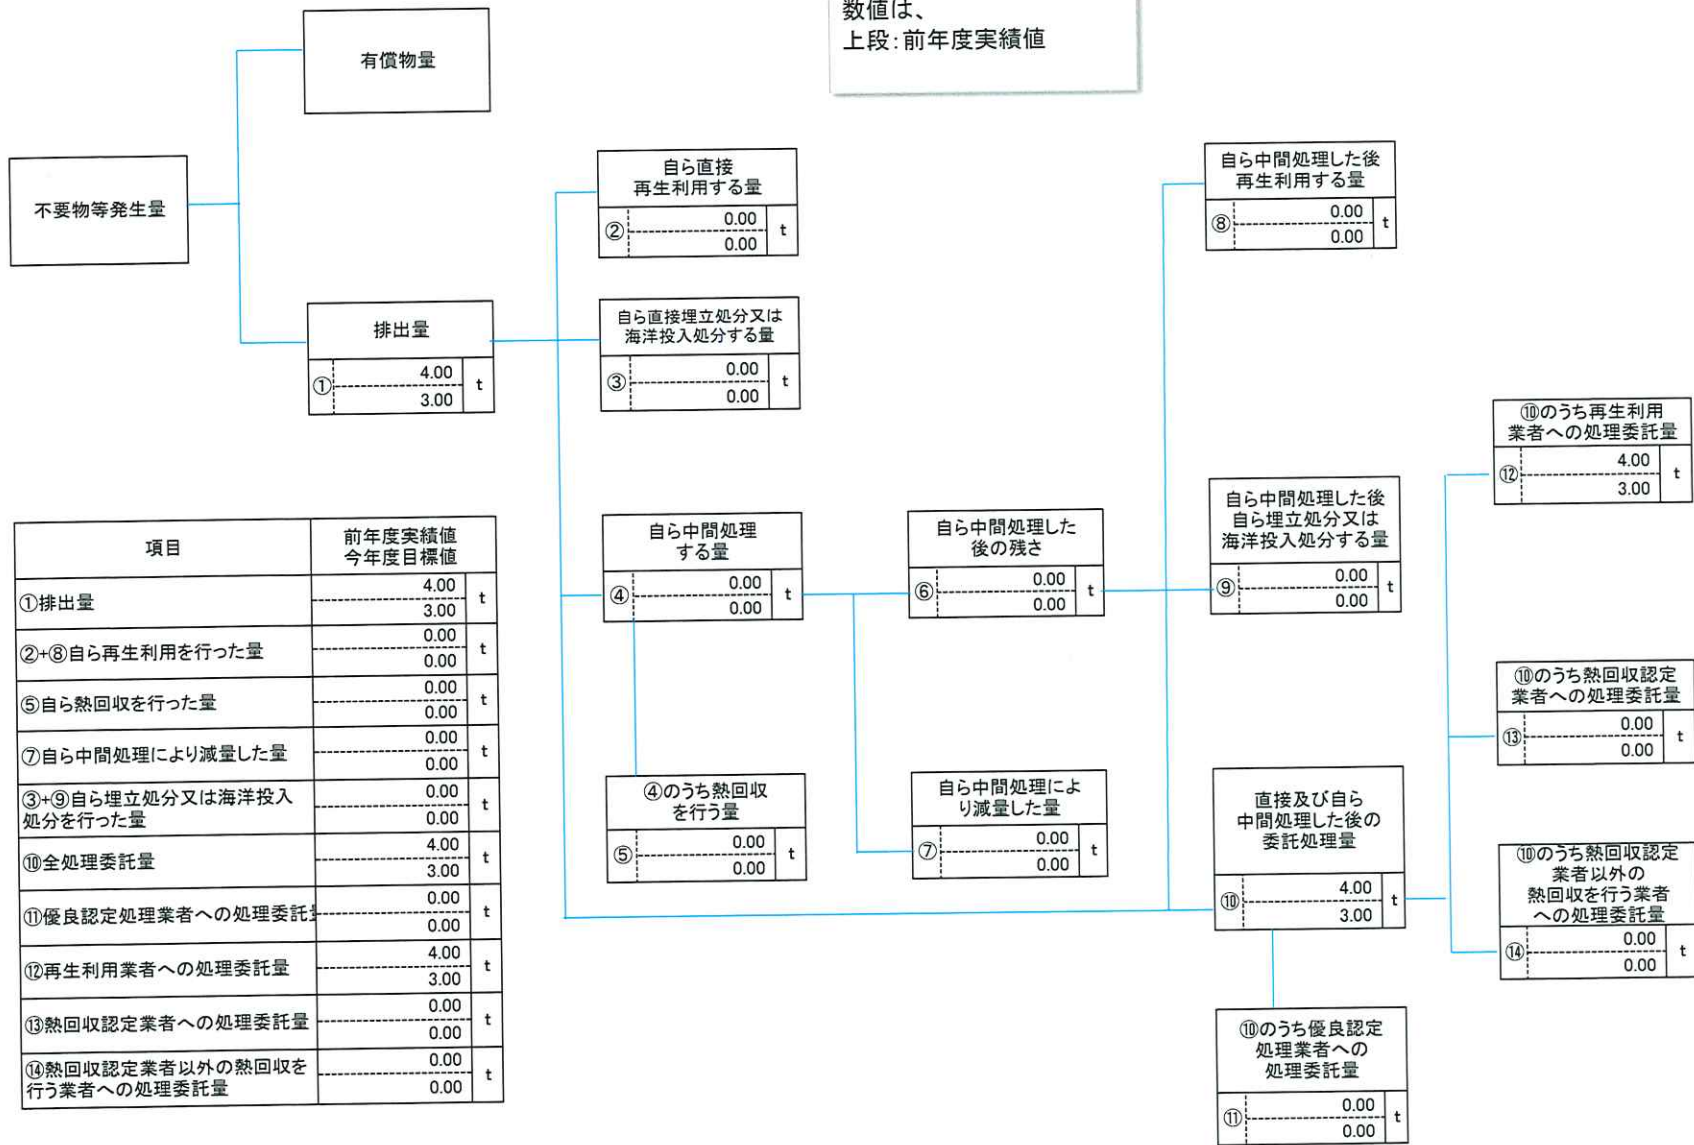 数値は、
上段:前年度実績値
有償物量
不要物等発生量
排出量
①
4.00
3.00
t
自ら直接
再生利用する量
②
0.00
0.00
t
自ら直接埋立処分又は
海洋投入処分する量
③
0.00
0.00
t
自ら中間処理
する量
④
0.00
0.00
t
④のうち熱回収
を行う量
⑤
0.00
0.00
t
自ら中間処理した
後の残さ
⑥
0.00
0.00
t
自ら中間処理によ
り減量した量
⑦
0.00
0.00
t
自ら中間処理した後
再生利用する量
⑧
0.00
0.00
t
自ら中間処理した後
自ら埋立処分又は
海洋投入処分する量
⑨
0.00
0.00
t
直接及び自ら
中間処理した後の
委託処理量
⑩
4.00
3.00
t
⑩のうち優良認定
処理業者への
処理委託量
⑪
0.00
0.00
t
⑩のうち再生利用
業者への処理委託量
⑫
4.00
3.00
t
⑩のうち熱回収認定
業者への処理委託量
⑬
0.00
0.00
t
⑩のうち熱回収認定
業者以外の
熱回収を行う業者
への処理委託量
⑭
0.00
0.00
t
項目
前年度実績値
今年度目標値
①排出量
4.00
3.00
t
②+⑧自ら再生利用を行った量
0.00
0.00
t
⑤自ら熱回収を行った量
0.00
0.00
t
⑦自ら中間処理により減量した量
0.00
0.00
t
③+⑨自ら埋立処分又は海洋投入
処分を行った量
0.00
0.00
t
⑩全処理委託量
4.00
3.00
t
⑪優良認定処理業者への処理委託
0.00
0.00
t
⑫再生利用業者への処理委託量
4.00
3.00
t
⑬熱回収認定業者への処理委託量
0.00
0.00
t
⑭熱回収認定業者以外の熱回収を
行う業者への処理委託量
0.00
0.00
t